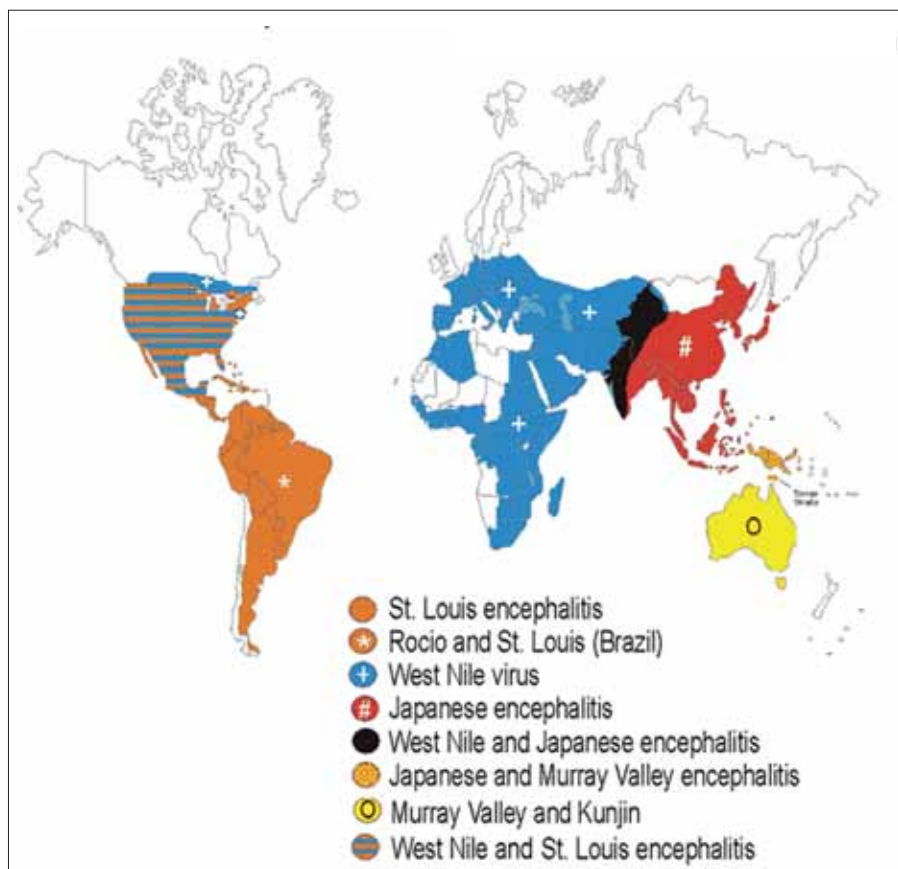 +
+
+
+
+
#
*
O
St. Louis encephalitis
* Rocio and St. Louis (Brazil)
+ West Nile virus
# Japanese encephalitis
West Nile and Japanese encephalitis
Japanese and Murray Valley encephalitis
O Murray Valley and Kunjin
West Nile and St. Louis encephalitis